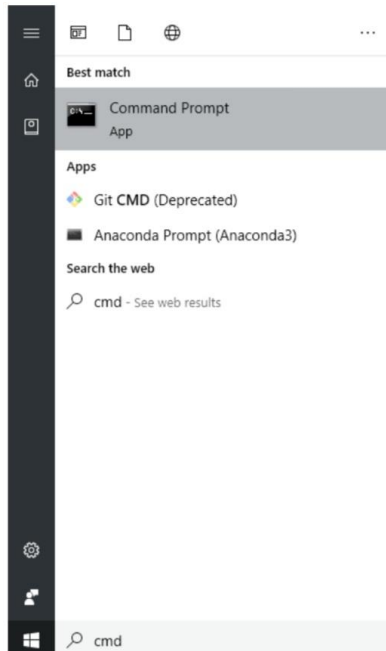 Best match
Command Prompt
App
Apps
Git CMD (Deprecated)
Anaconda Prompt (Anaconda3)
Search the web
cmd - See web results
cmd